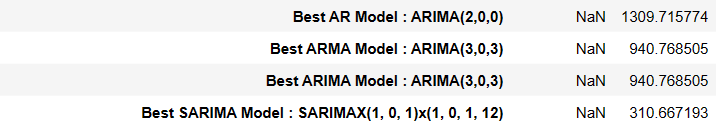 Best AR Model : ARIMA(2,0,0) NaN 1309.715774
Best ARMA Model : ARIMA(3,0,3) NaN 940.768505
Best ARIMA Model : ARIMA(3,0,3) NaN 940.768505
Best SARIMA Model : SARIMAX(1, 0, 1)x(1, 0, 1, 12) NaN 310.667193